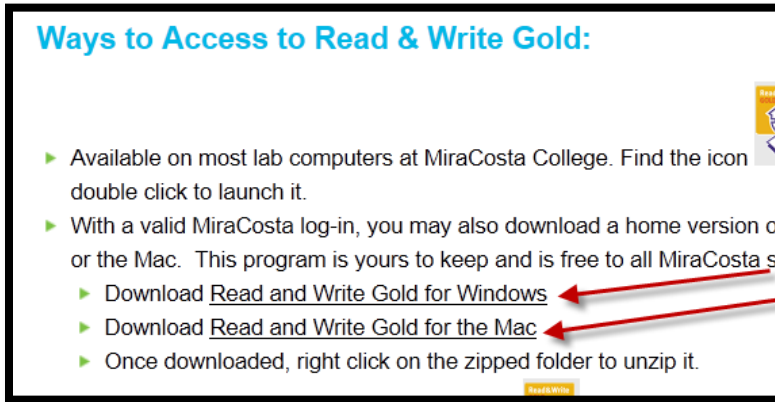 Ways to Access to Read & Write Gold:
Available on most lab computers at MiraCosta College. Find the icon
double click to launch it.
With a valid MiraCosta log-in, you may also download a home version
or the Mac. This program is yours to keep and is free to all MiraCosta
Download Read and Write Gold for Windows
Download Read and Write Gold for the Mac
Once downloaded, right click on the zipped folder to unzip it.
Read&Write